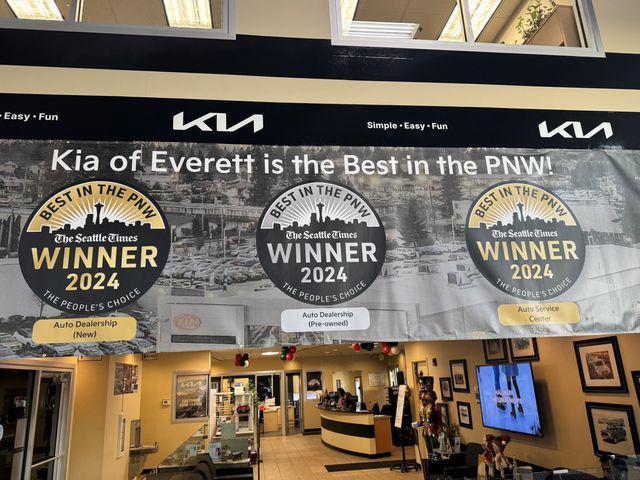 Easy • Fun
KIA
Simple • Easy • Fun
KIA
Kia of Everett is the Best in the PNW!
BEST IN THE PNW
The Seattle Times
WINNER
2024
THE PEOPLE'S CHOICE
Auto Dealership
(New)
BEST IN THE PNW
The Seattle Times
WINNER
2024
THE PEOPLE'S CHOICE
Auto Dealership
(Pre-owned)
BEST IN THE PNW
The Seattle Times
WINNER
2024
THE PEOPLE'S CHOICE
Auto Service
Center
KIA